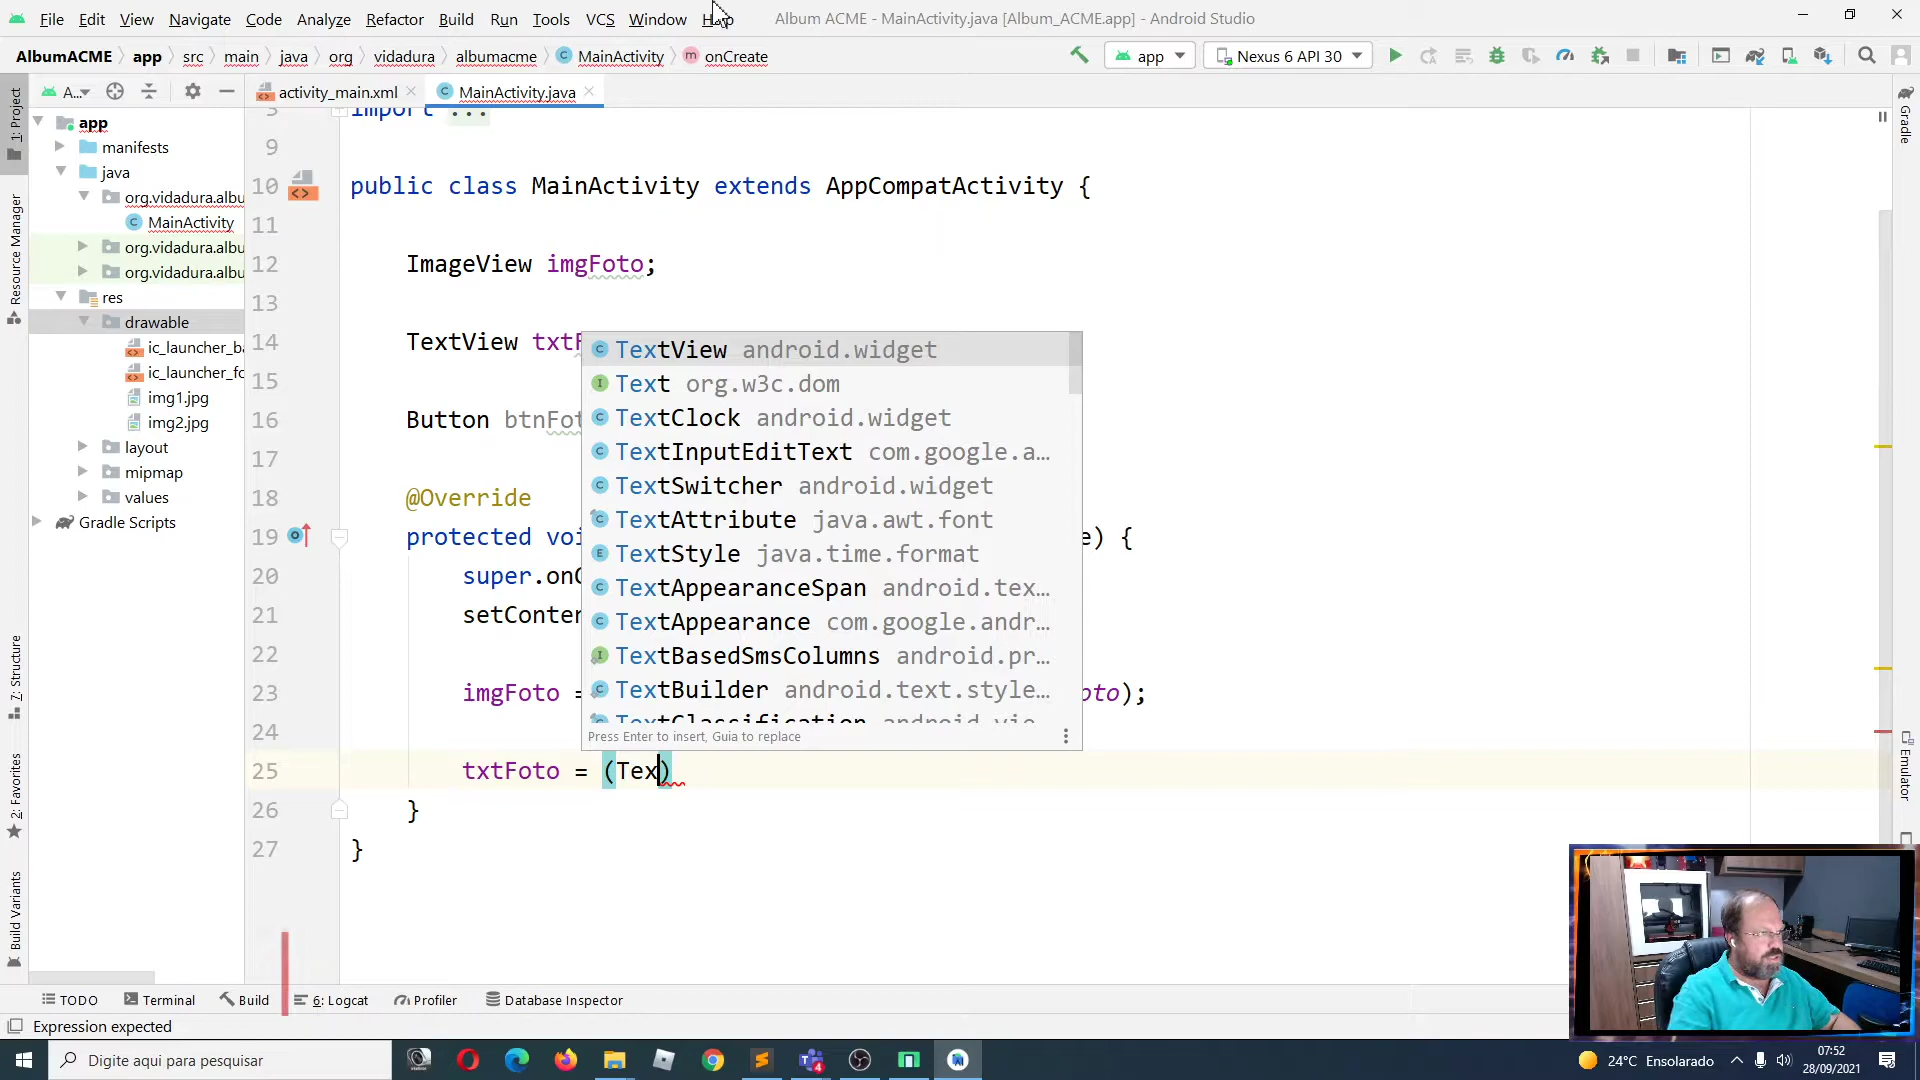 File Edit View Navigate Code Analyze Refactor Build Run Tools VCS Window Help Album ACME - MainActivity.java [Album_ACME.app] - Android Studio
AlbumACME app src main java org vidadura albumacme MainActivity onCreate app Nexus 6 API 30
A... activity_main.xml MainActivity.java
1: Project
Resource Manager
7: Structure
2: Favorites
Build Variants
app
manifests
java
org.vidadura.albu
MainActivity
org.vidadura.albu
org.vidadura.albu
res
drawable
ic_launcher_ba
ic_launcher_fo
img1.jpg
img2.jpg
layout
mipmap
values
Gradle Scripts
3 import ...
9
10 public class MainActivity extends AppCompatActivity {
11
12 ImageView imgFoto;
13
14 TextView txtF
15
16 Button btnFot
17
18 @Override
19 protected voi e) {
20 super.onC
21 setConten
22
23 imgFoto = oto);
24
25 txtFoto = (Tex)
26 }
27 }
TextView android.widget
Text org.w3c.dom
TextClock android.widget
TextInputEditText com.google.a...
TextSwitcher android.widget
TextAttribute java.awt.font
TextStyle java.time.format
TextAppearanceSpan android.tex...
TextAppearance com.google.andr...
TextBasedSmsColumns android.pr...
TextBuilder android.text.style...
TextClassification android.vie
Press Enter to insert, Guia to replace
Gradle
Emulator
TODO Terminal Build 6: Logcat Profiler Database Inspector
Expression expected
Digite aqui para pesquisar
4
24°C Ensolarado
07:52
28/09/2021